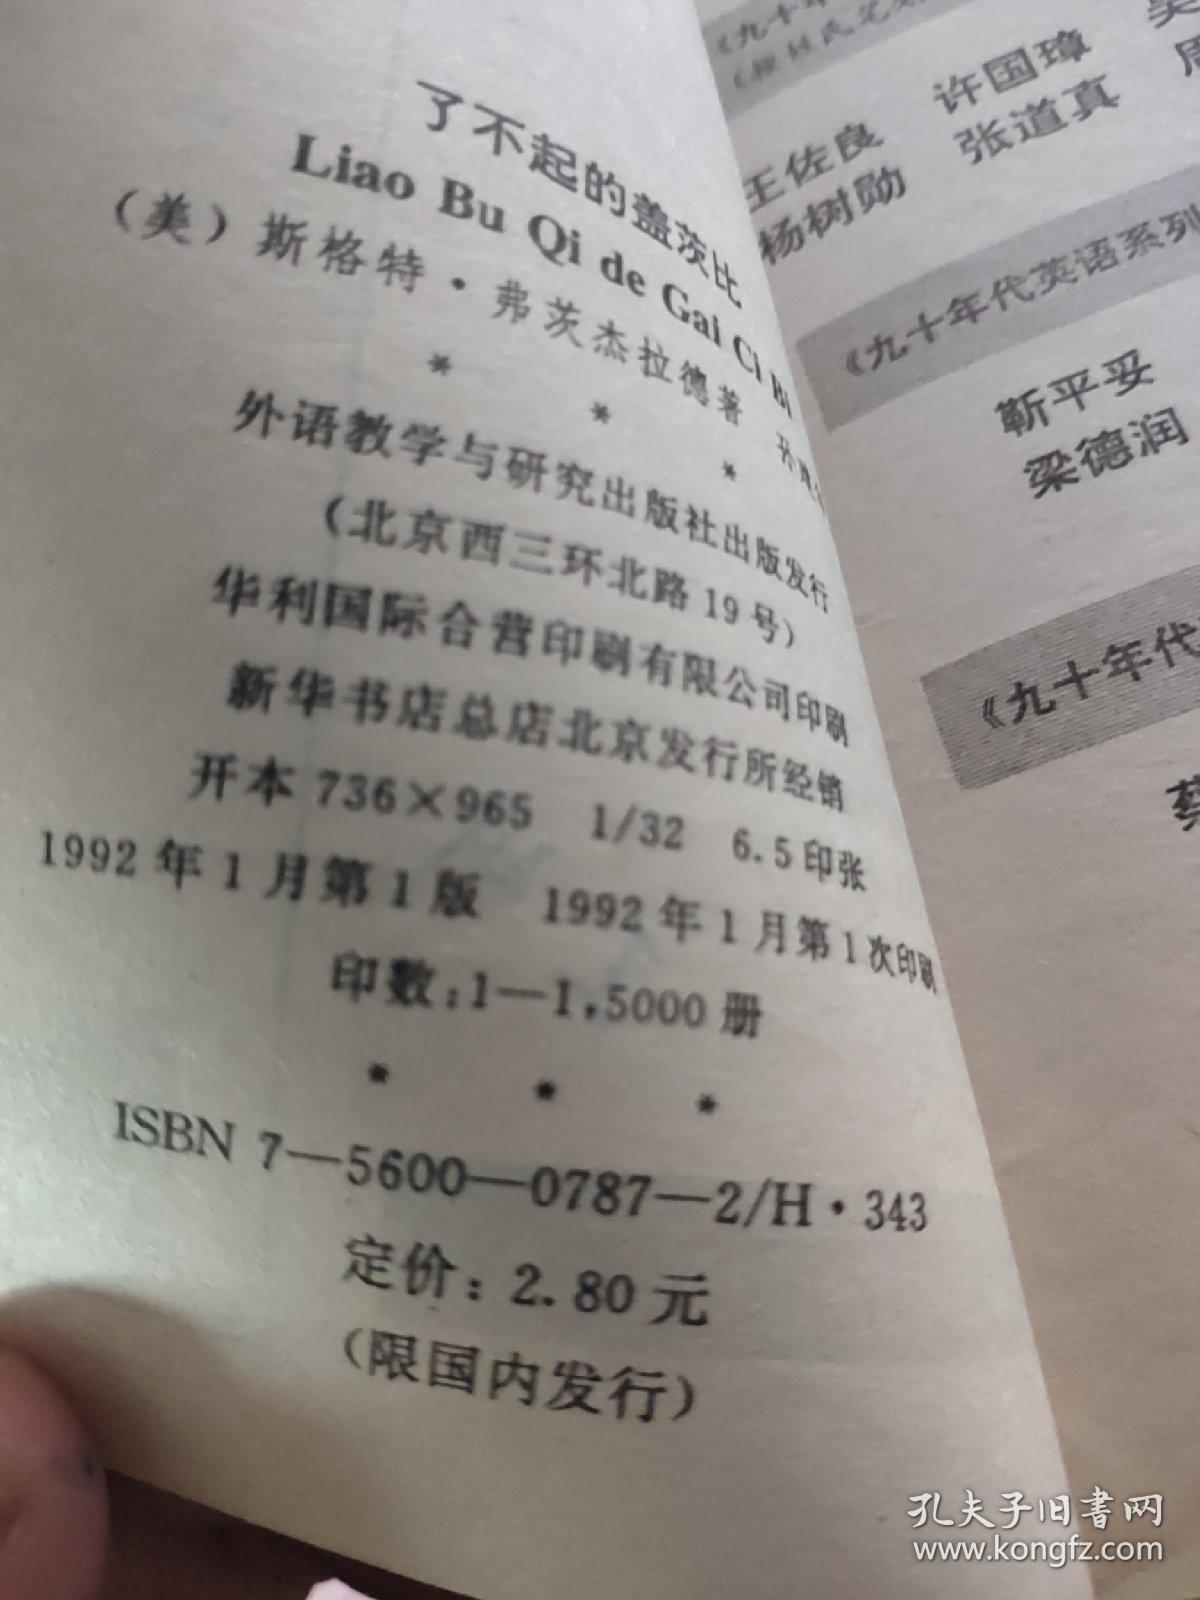 了不起的盖茨比
Liao Bu Qi de Gai Ci Bi
（美）斯格特·弗茨杰拉德著
* * *
外语教学与研究出版社出版发行
（北京西三环北路19号）
华利国际合营印刷有限公司印刷
新华书店总店北京发行所经销
开本 736×965 1/32 6.5印张
1992年1月第1版 1992年1月第1次印刷
印数：1—1,5000册
* * *
ISBN 7—5600—0787—2/H·343
定价：2.80元
（限国内发行）
《九十年
王佐良 许国璋
杨树勋 张道真
《九十年代英语系列
靳平妥
梁德润
《九十年代
蔡
孔夫子旧书网
www.kongfz.com